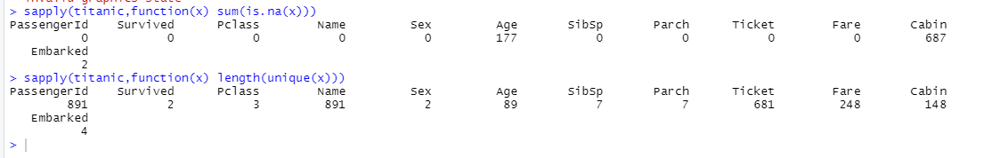 > sapply(titanic,function(x) sum(is.na(x)))
PassengerId Survived Pclass Name Sex Age SibSp Parch Ticket Fare Cabin
0 0 0 0 0 177 0 0 0 0 687
Embarked
2
> sapply(titanic,function(x) length(unique(x)))
PassengerId Survived Pclass Name Sex Age SibSp Parch Ticket Fare Cabin
891 2 3 891 2 89 7 7 681 248 148
Embarked
4
>